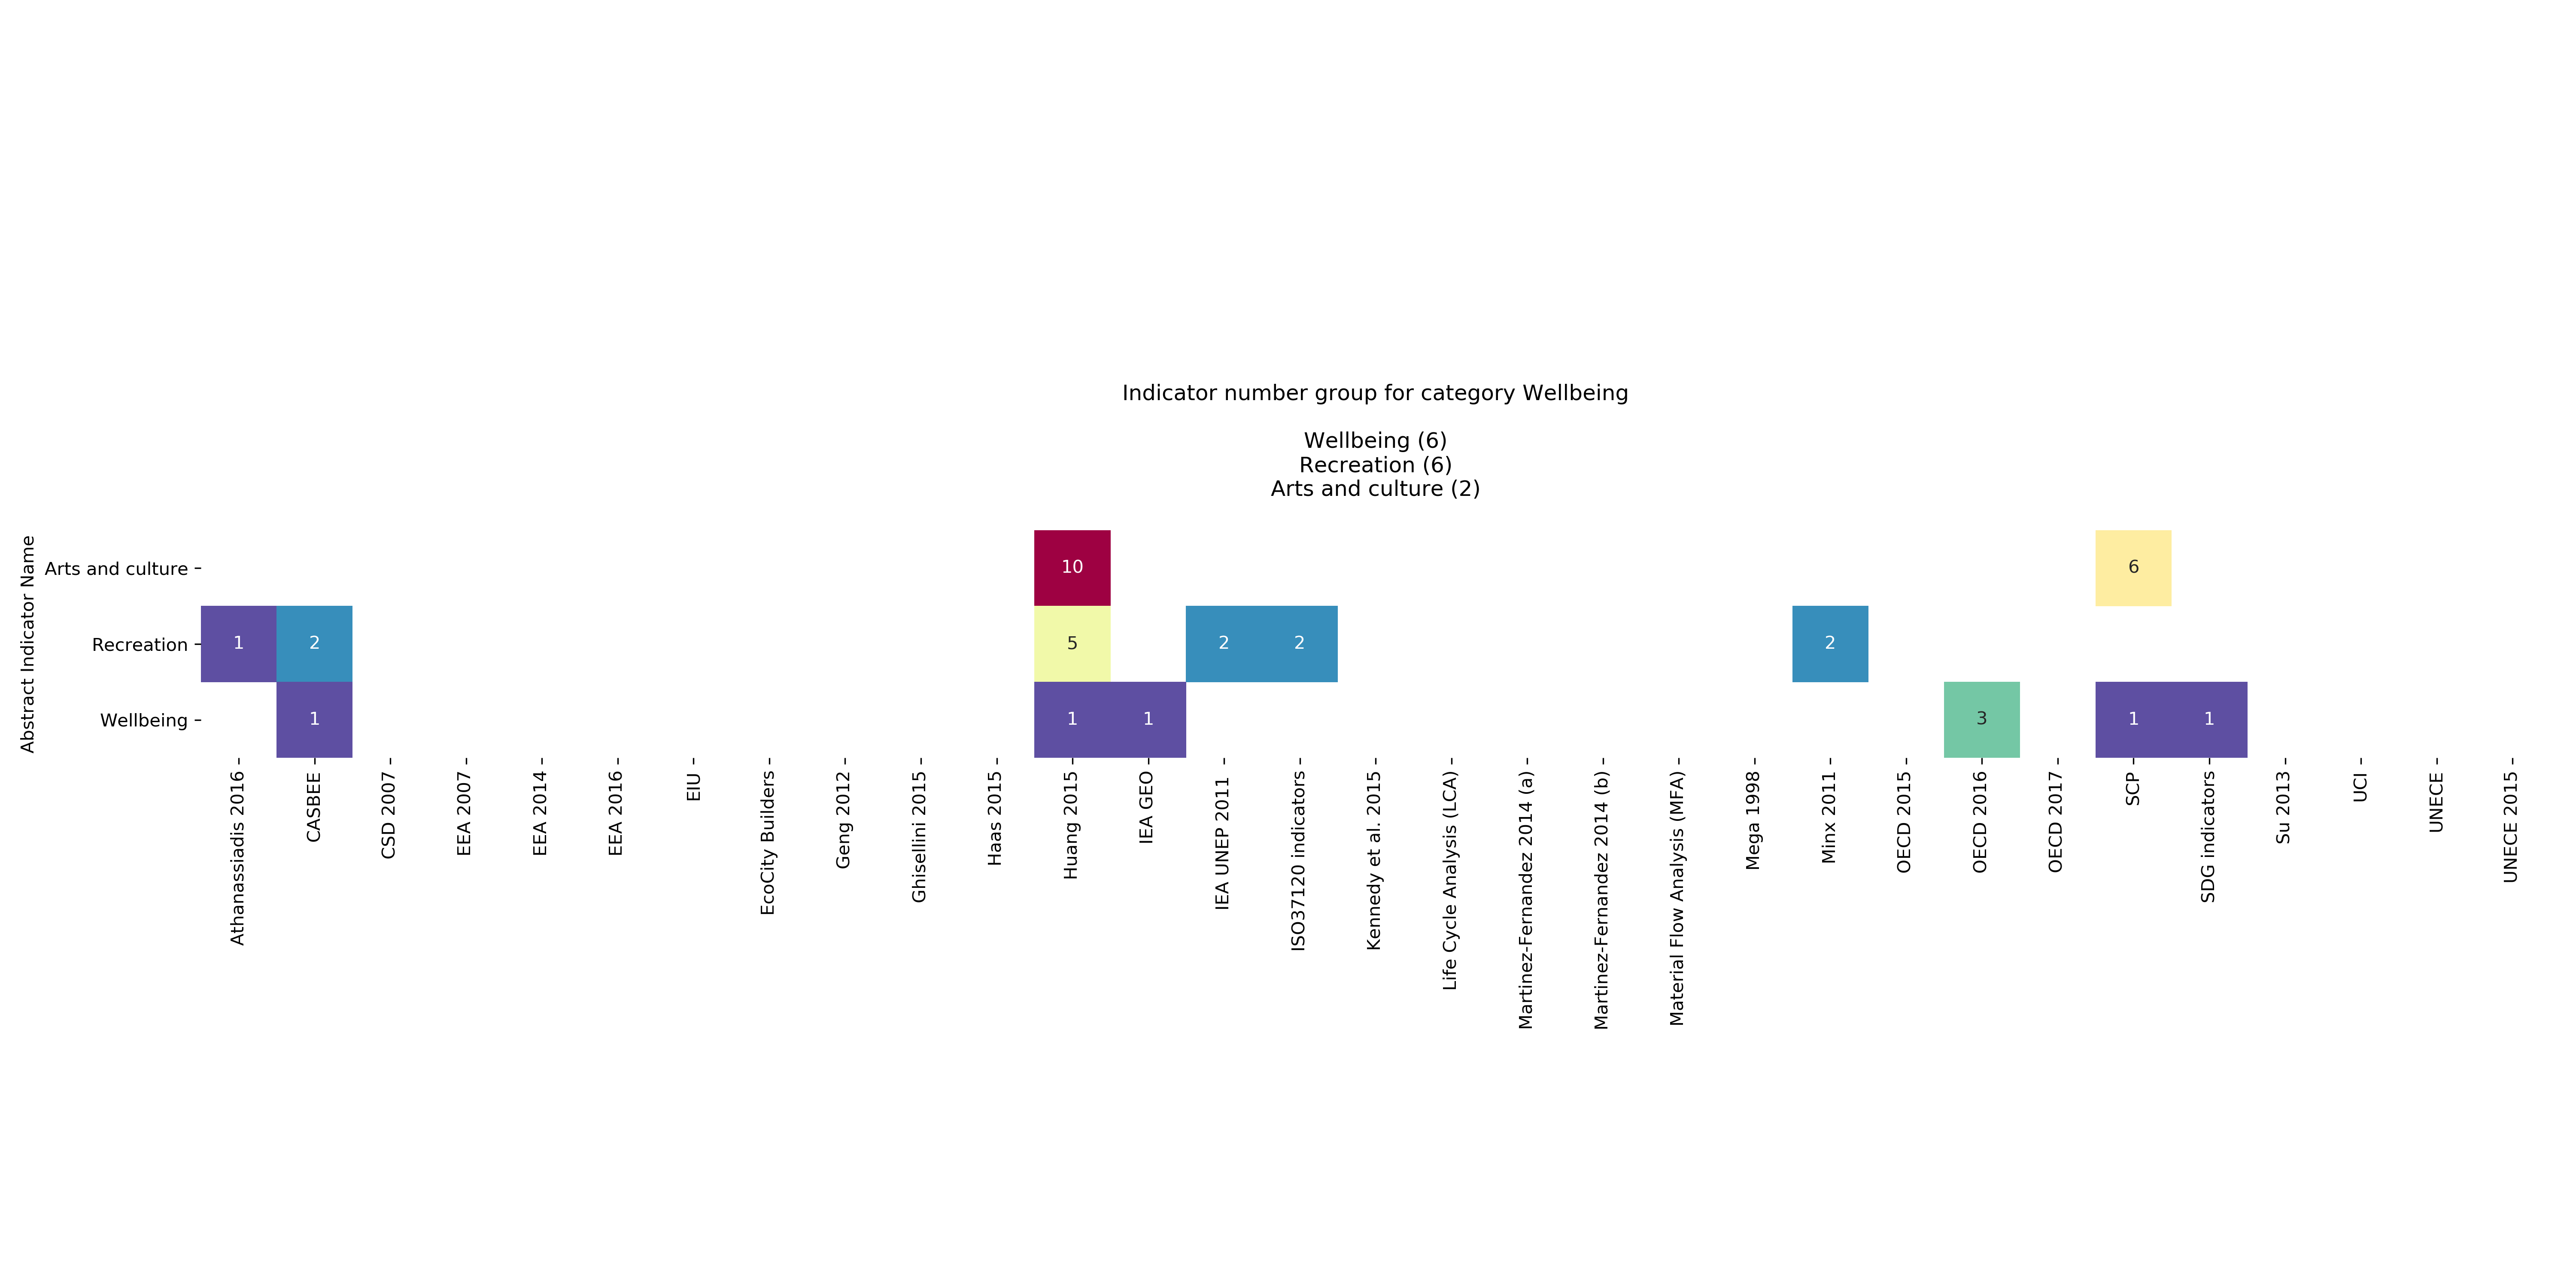 Indicator number group for category Wellbeing
Wellbeing (6)
Recreation (6)
Arts and culture (2)
Abstract Indicator Name
Arts and culture
10
6
Recreation
1
2
5
2
2
2
Wellbeing
1
1
1
3
1
1
Athanassiadis 2016
CASBEE
CSD 2007
EEA 2007
EEA 2014
EEA 2016
EIU
EcoCity Builders
Geng 2012
Ghisellini 2015
Haas 2015
Huang 2015
IEA GEO
IEA UNEP 2011
ISO37120 indicators
Kennedy et al. 2015
Life Cycle Analysis (LCA)
Martinez-Fernandez 2014 (a)
Martinez-Fernandez 2014 (b)
Material Flow Analysis (MFA)
Mega 1998
Minx 2011
OECD 2015
OECD 2016
OECD 2017
SCP
SDG indicators
Su 2013
UCI
UNECE
UNECE 2015